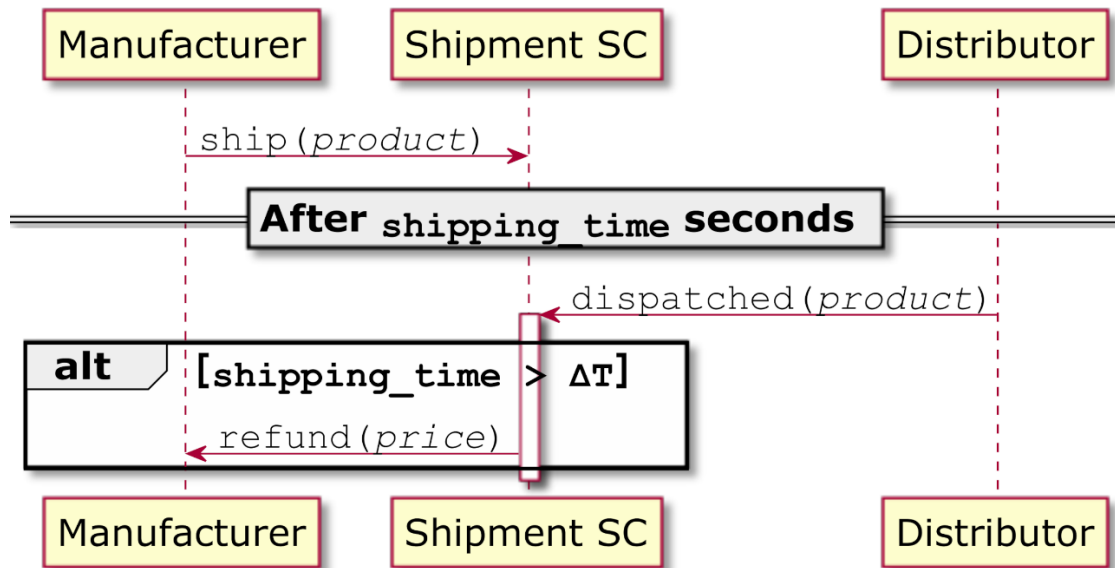 Manufacturer Shipment SC Distributor
ship(product)
After shipping_time seconds
dispatched(product)
alt [shipping_time > ΔT]
refund(price)
Manufacturer Shipment SC Distributor